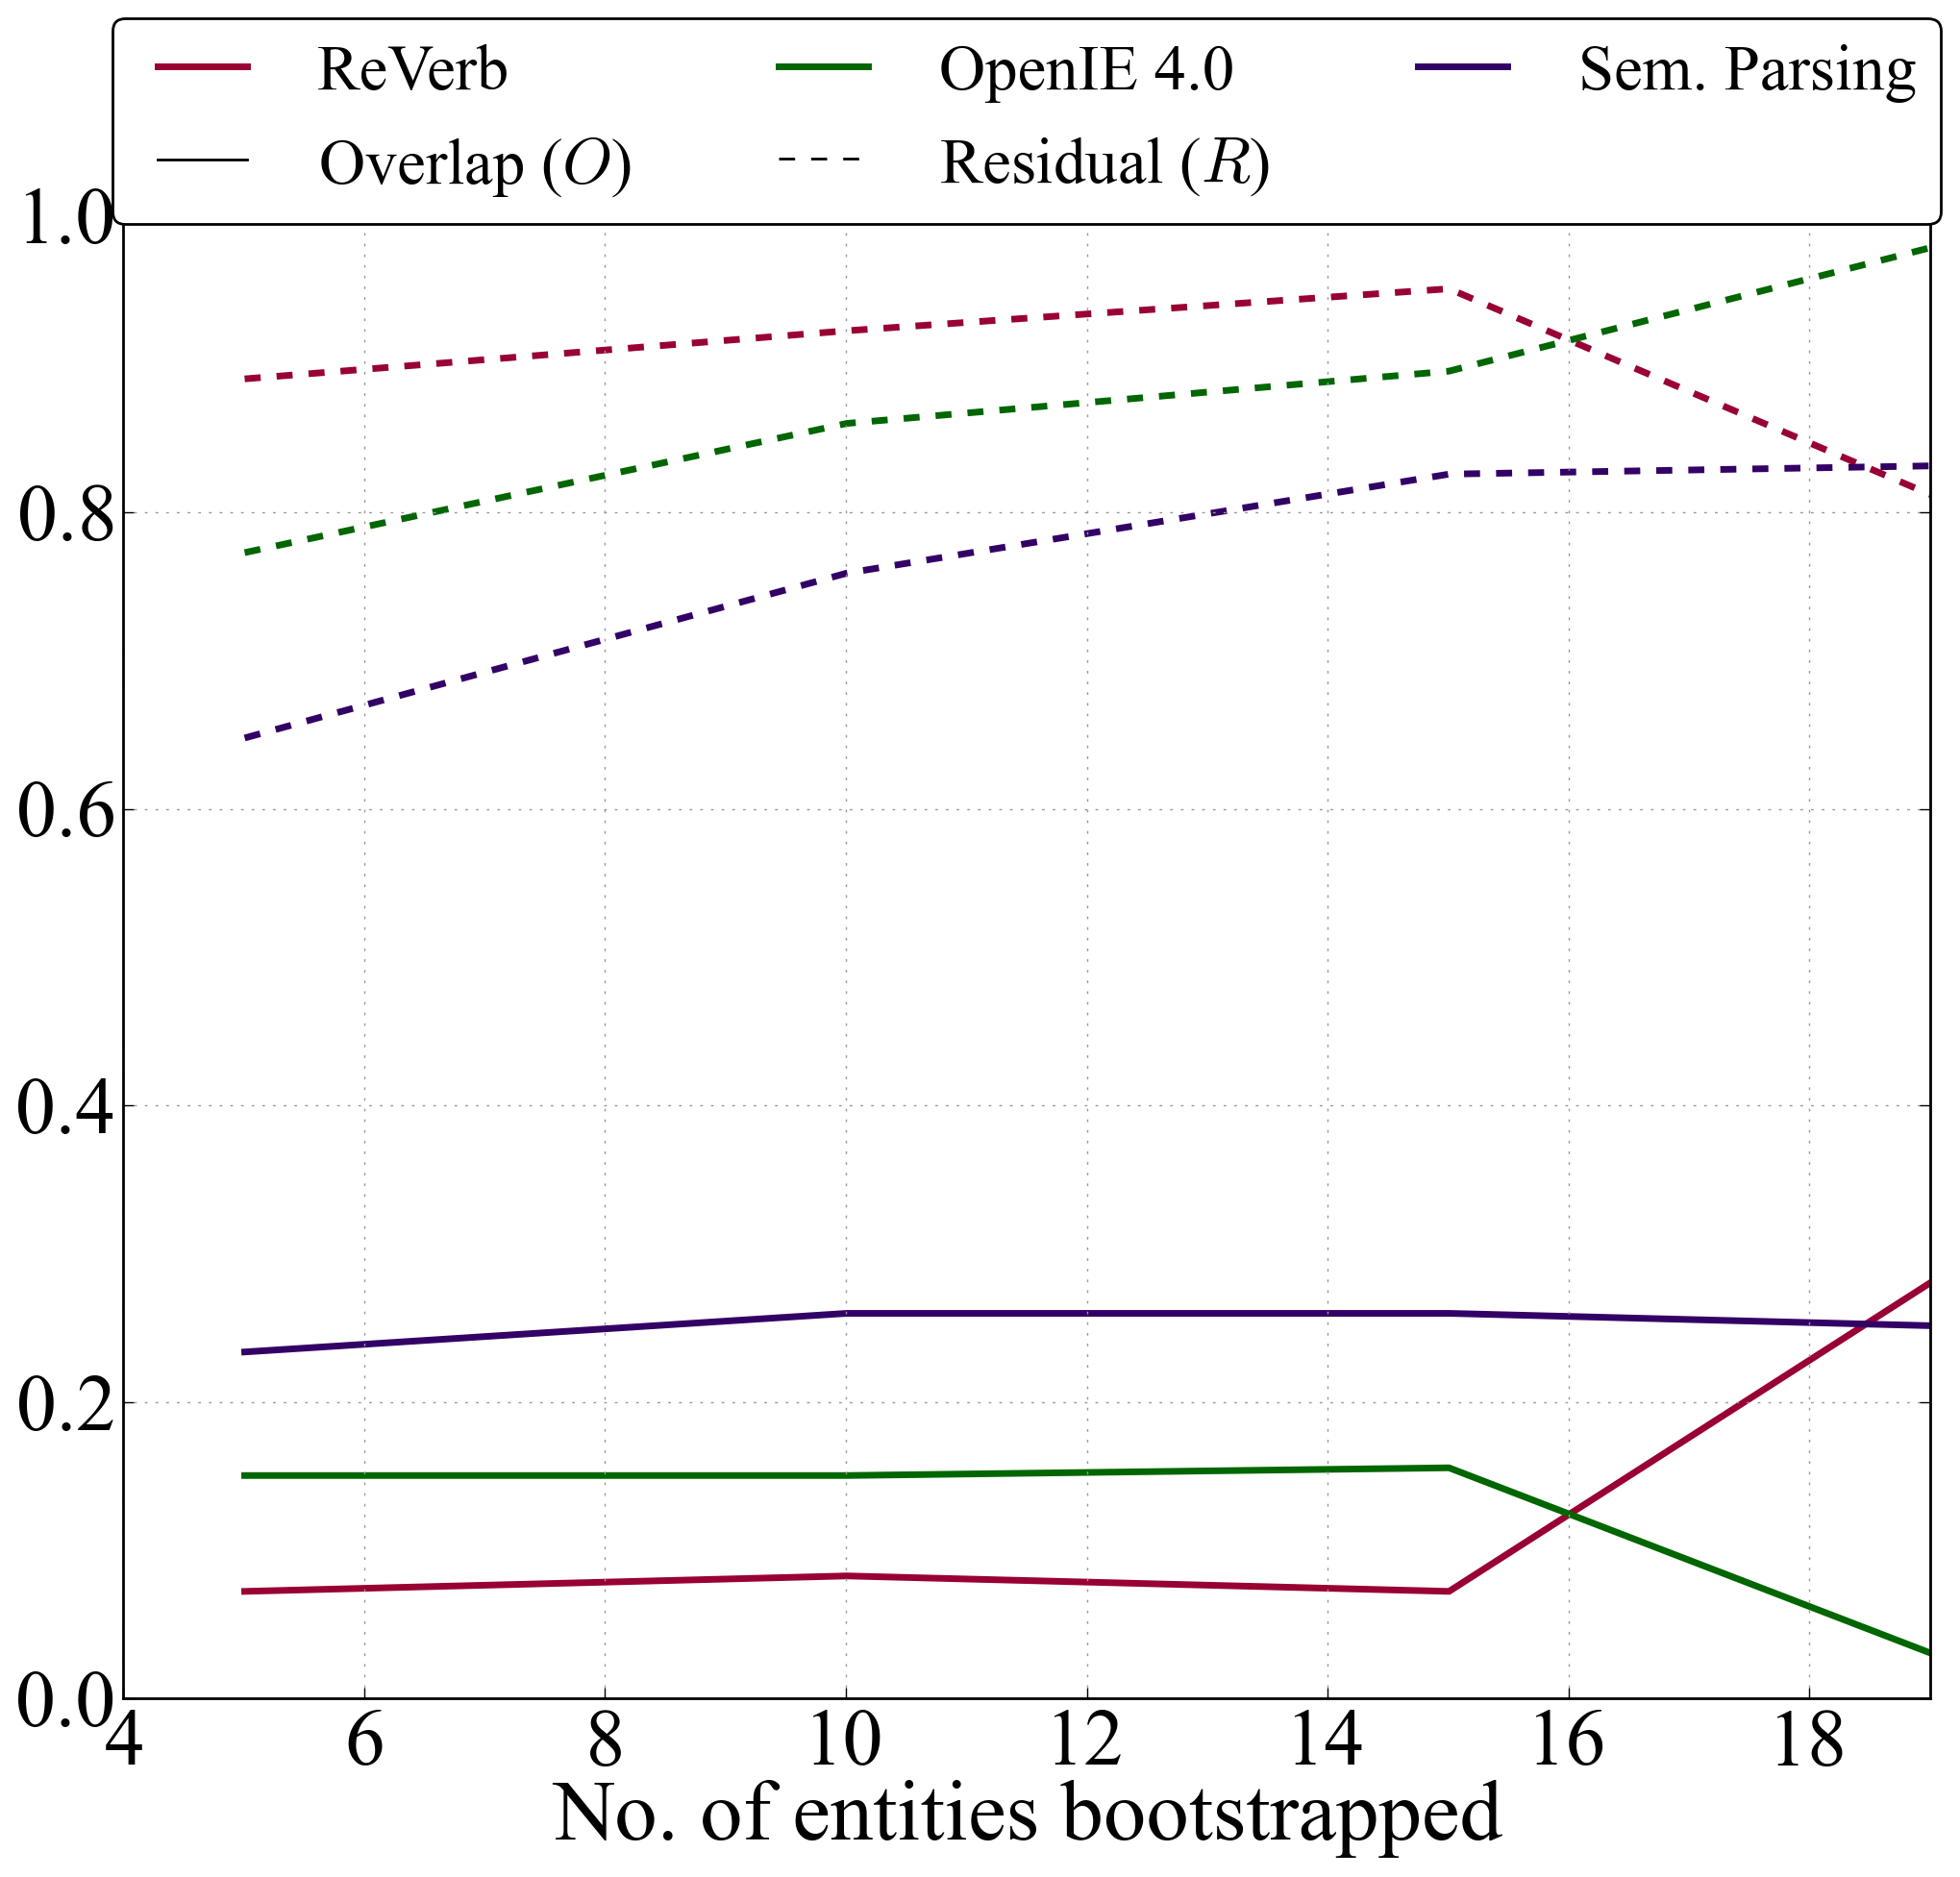 ReVerb OpenIE 4.0 Sem. Parsing
Overlap (O) Residual (R)
1.0
0.8
0.6
0.4
0.2
0.0
4 6 8 10 12 14 16 18
No. of entities bootstrapped